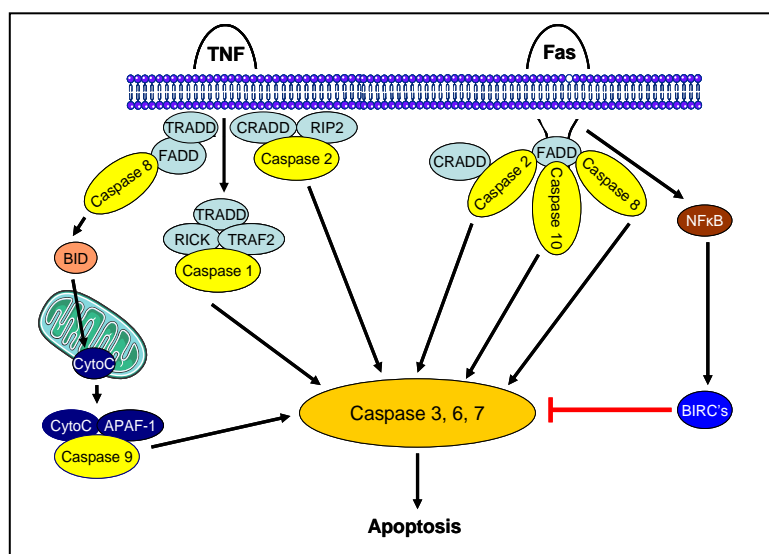 TNF
Fas
TRADD
FADD
Caspase 8
CRADD
RIP2
Caspase 2
CRADD
FADD
Caspase 2
Caspase 10
Caspase 8
NFκB
TRADD
RICK
TRAF2
Caspase 1
BID
CytoC
CytoC
APAF-1
Caspase 9
Caspase 3, 6, 7
BIRC's
Apoptosis